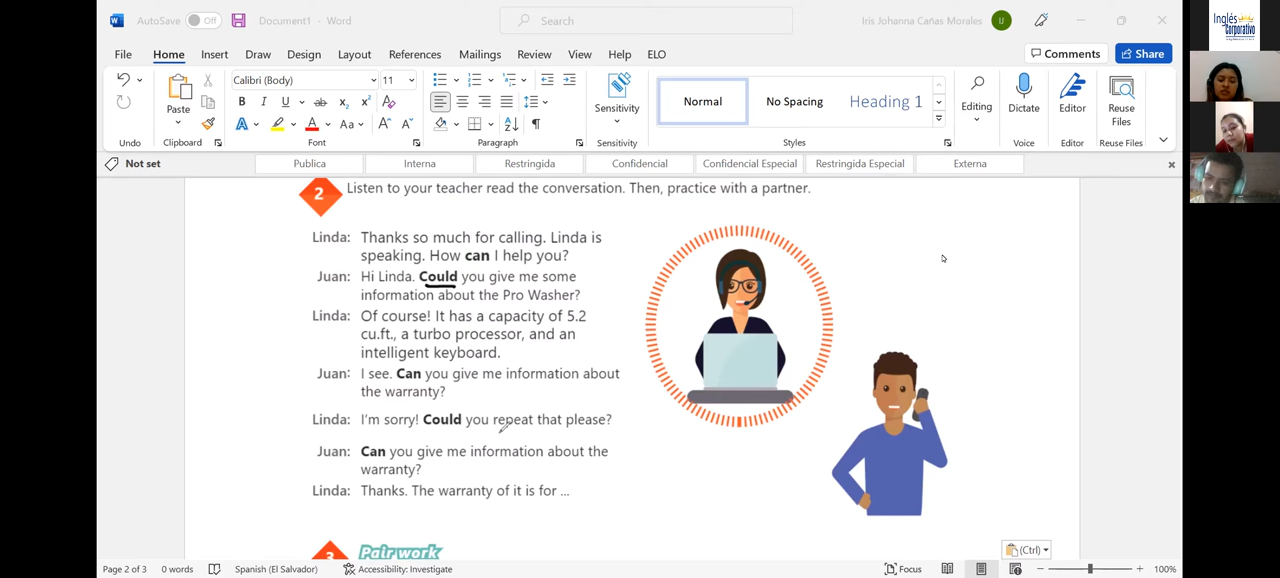 AutoSave Off Document1 - Word Search Iris Johanna Cañas Morales IJ
File Home Insert Draw Design Layout References Mailings Review View Help ELO Comments Share
Calibri (Body) 11
Paste Normal No Spacing Heading 1 Sensitivity Editing Dictate Editor Reuse Files
Undo Clipboard Font Paragraph Sensitivity Styles Voice Editor Reuse Files
Not set Publica Interna Restringida Confidencial Confidencial Especial Restringida Especial Externa
2 Listen to your teacher read the conversation. Then, practice with a partner.
Linda: Thanks so much for calling. Linda is
speaking. How can I help you?
Juan: Hi Linda. Could you give me some
information about the Pro Washer?
Linda: Of course! It has a capacity of 5.2
cu.ft., a turbo processor, and an
intelligent keyboard.
Juan: I see. Can you give me information about
the warranty?
Linda: I'm sorry! Could you repeat that please?
Juan: Can you give me information about the
warranty?
Linda: Thanks. The warranty of it is for ...
3 Pair work
(Ctrl)
Page 2 of 3 0 words Spanish (El Salvador) Accessibility: Investigate Focus 100%
Inglés
Corporativo